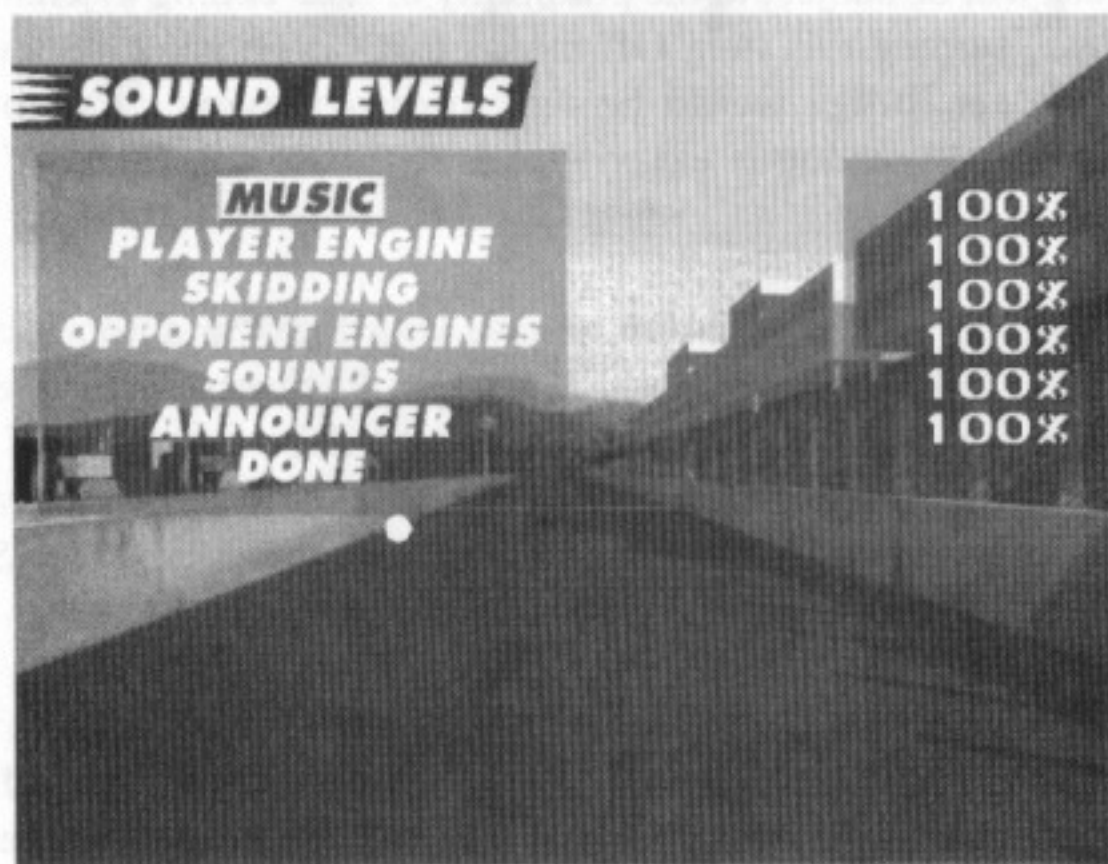 SOUND LEVELS
MUSIC 100%
PLAYER ENGINE 100%
SKIDDING 100%
OPPONENT ENGINES 100%
SOUNDS 100%
ANNOUNCER 100%
DONE